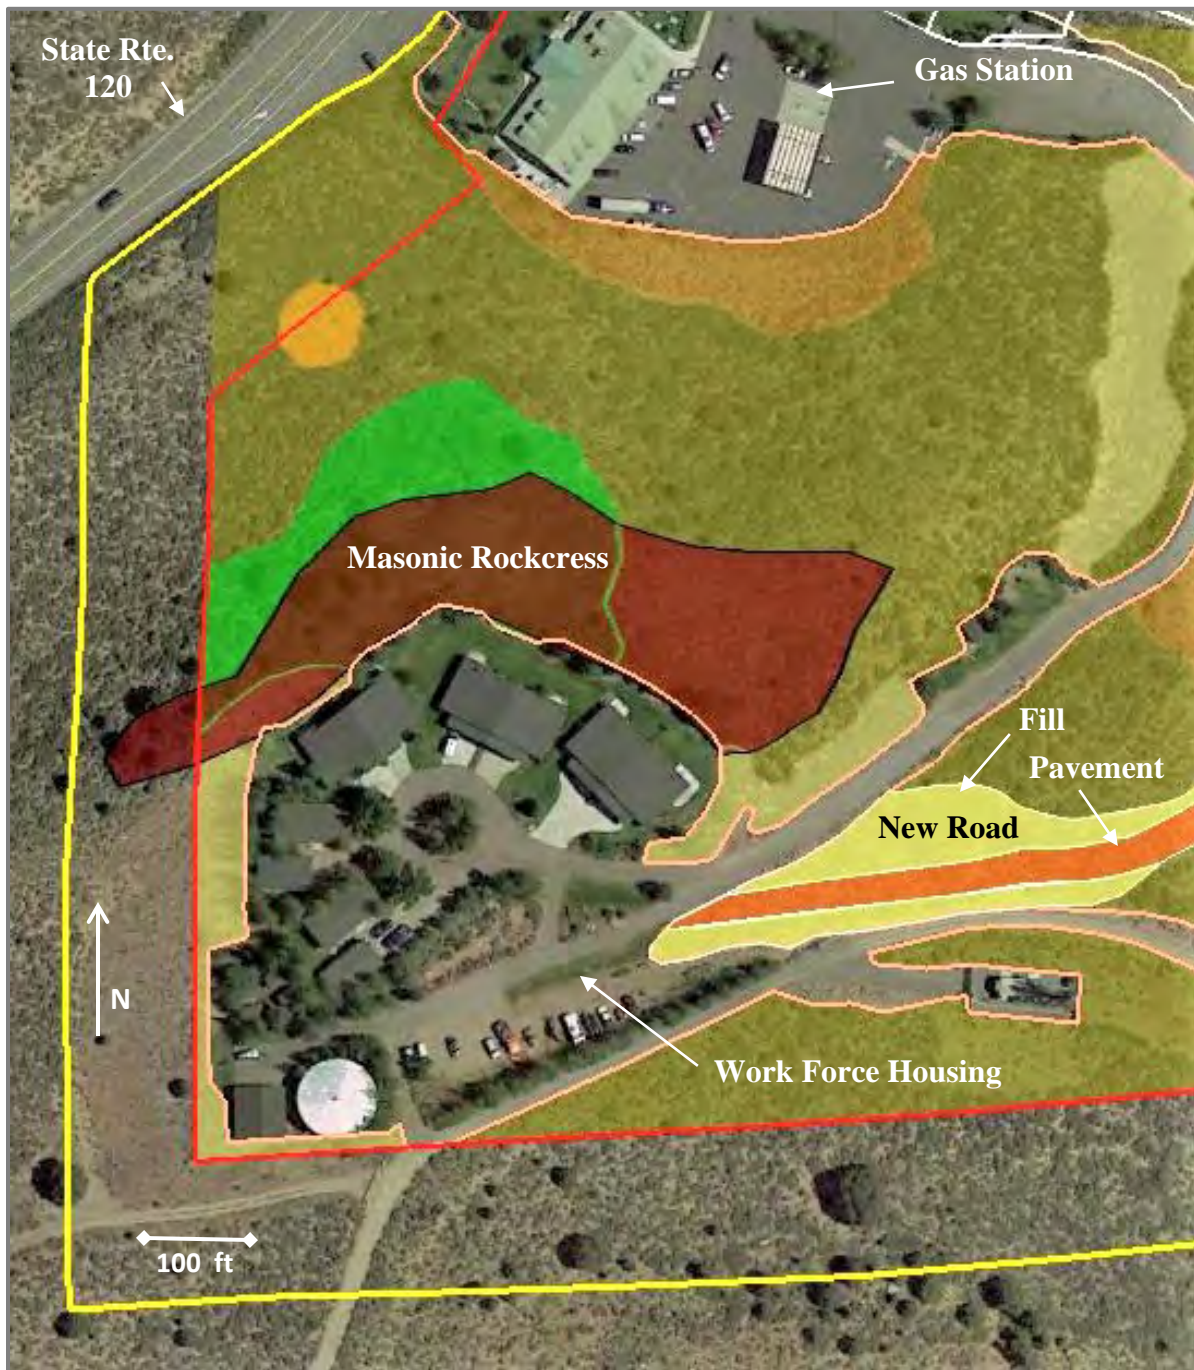 State Rte.
120
Gas Station
Masonic Rockcress
Fill
Pavement
New Road
N
Work Force Housing
100 ft